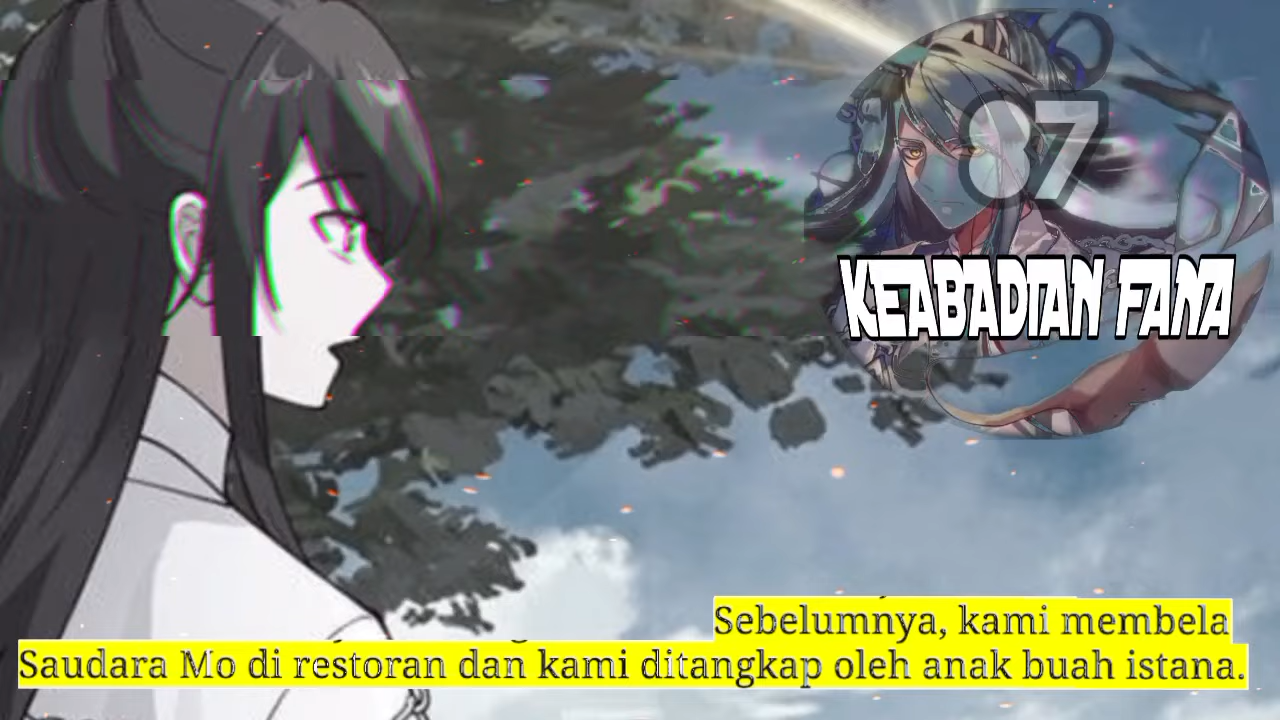 87
KEABADIAN FANA
Sebelumnya, kami membela
Saudara Mo di restoran dan kami ditangkap oleh anak buah istana.